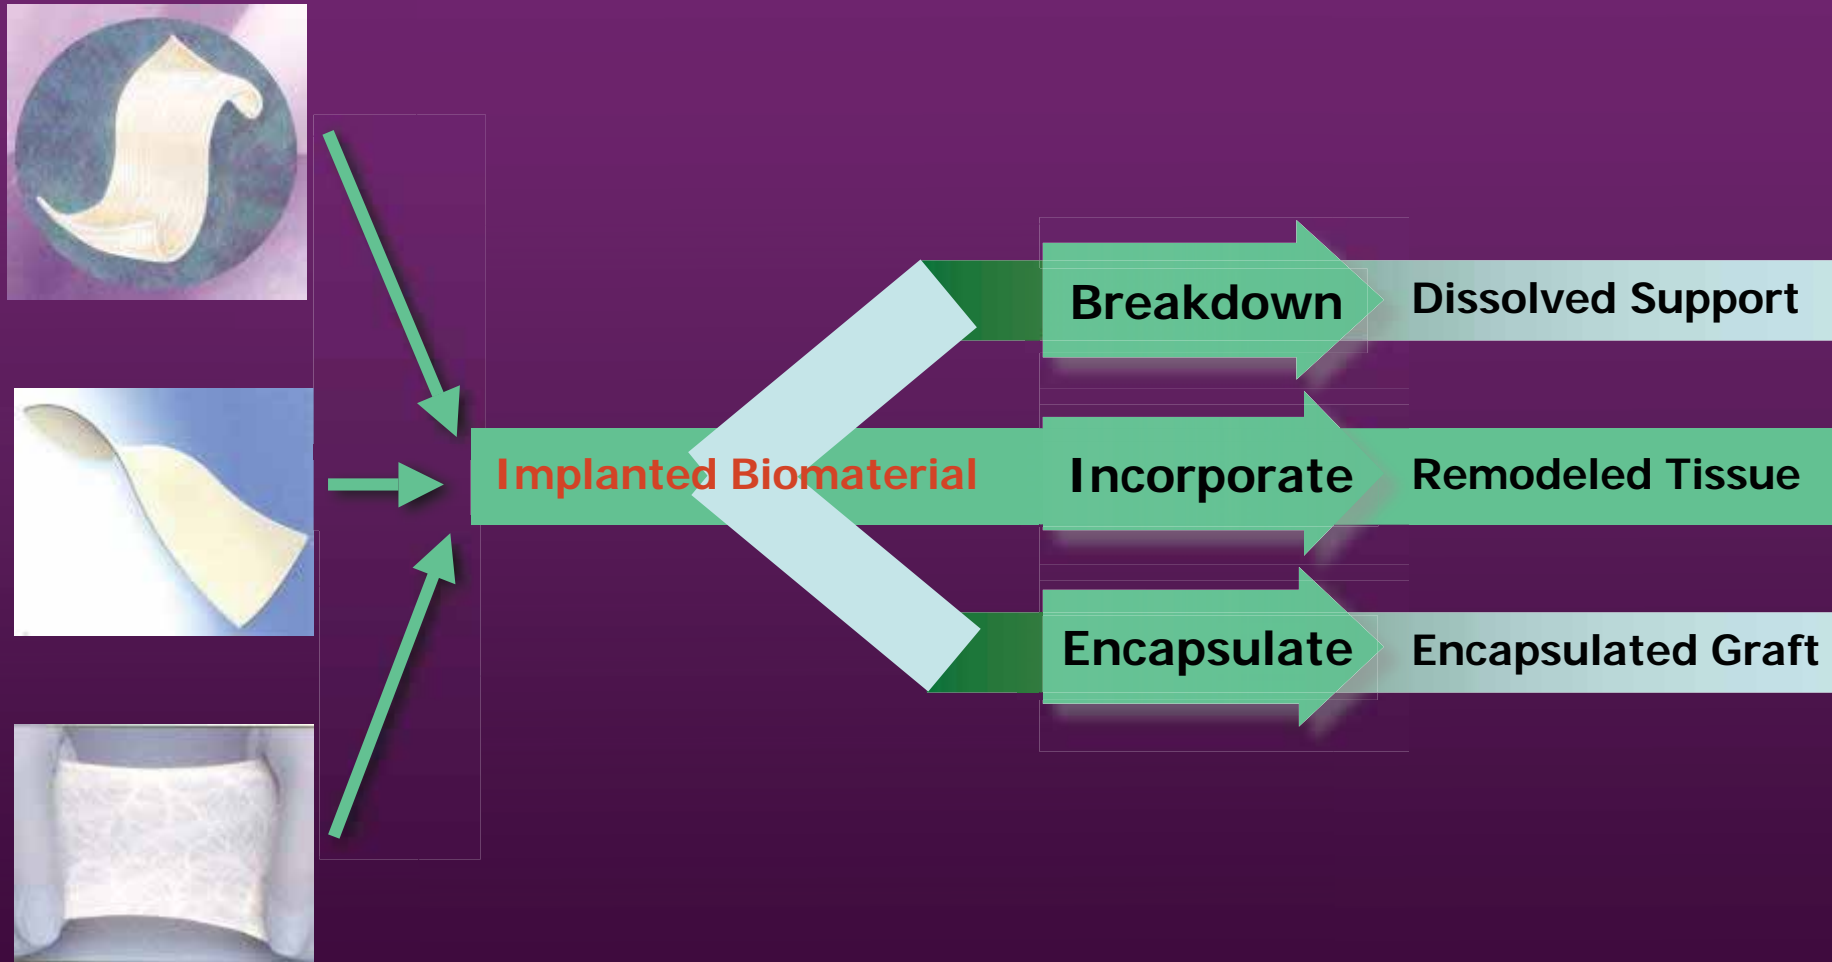 Breakdown
Dissolved Support
Implanted Biomaterial
Incorporate
Remodeled Tissue
Encapsulate
Encapsulated Graft